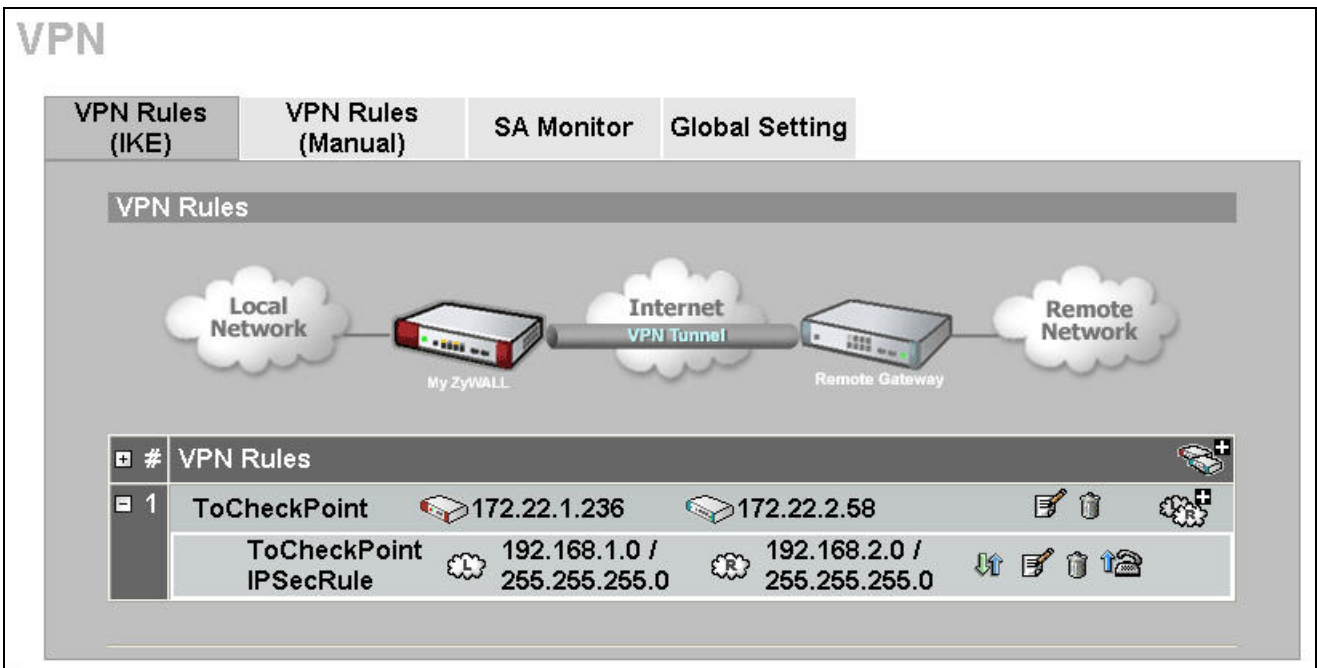 VPN
VPN Rules
(IKE)
VPN Rules
(Manual)
SA Monitor
Global Setting
VPN Rules
Local
Network
Internet
VPN Tunnel
Remote
Network
My ZyWALL
Remote Gateway
# VPN Rules
1 ToCheckPoint 172.22.1.236 172.22.2.58
R
ToCheckPoint L 192.168.1.0 / R 192.168.2.0 /
IPSecRule 255.255.255.0 255.255.255.0